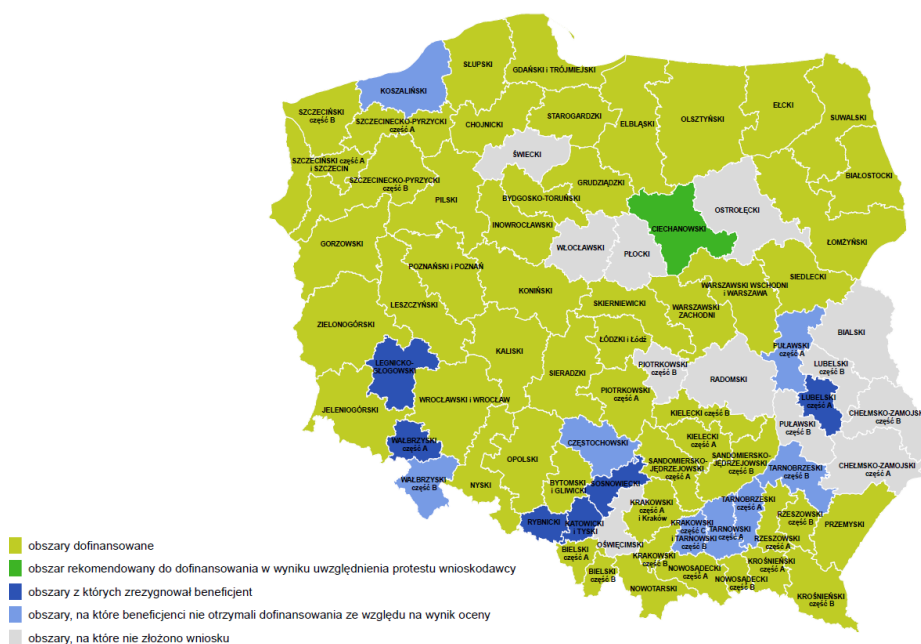 SŁUPSKI
GDAŃSKI i TRÓJMIEJSKI
KOSZALIŃSKI
SZCZECIŃSKI
część B
SZCZECINECKO-PYRZYCKI
część A
CHOJNICKI
STAROGARDZKI
ELBLĄSKI
OLSZTYŃSKI
EŁCKI
SUWALSKI
SZCZECIŃSKI część A
i SZCZECIN
SZCZECINECKO-PYRZYCKI
część B
ŚWIECKI
GRUDZIĄDZKI
BIAŁOSTOCKI
PILSKI
BYDGOSKO-TORUŃSKI
OSTROŁĘCKI
INOWROCŁAWSKI
CIECHANOWSKI
GORZOWSKI
WŁOCŁAWSKI
PŁOCKI
ŁOMŻYŃSKI
POZNAŃSKI i POZNAŃ
SIEDLECKI
KONIŃSKI
WARSZAWSKI WSCHODNI
i WARSZAWA
LESZCZYŃSKI
SKIERNIEWICKI
WARSZAWSKI
ZACHODNI
ZIELONOGÓRSKI
BIALSKI
ŁÓDZKI i Łódź
PUŁAWSKI
część A
KALISKI
LEGNICKO-
GŁOGOWSKI
SIERADZKI
PIOTRKOWSKI
część B
RADOMSKI
LUBELSKI
część B
PIOTRKOWSKI
część A
LUBELSKI
część A
WROCŁAWSKI i WROCŁAW
JELENIOGÓRSKI
KIELECKI część B
CHEŁMSKO-ZAMOJSKI
część B
PUŁAWSKI
część B
WAŁBRZYSKI
część A
CZĘSTOCHOWSKI
KIELECKI
część A
OPOLSKI
SANDOMIERSKO-
JĘDRZEJOWSKI
część A
SANDOMIERSKO-
JĘDRZEJOWSKI
część B
TARNOBRZESKI
część B
CHEŁMSKO-ZAMOJSKI
część A
WAŁBRZYSKI
część B
NYSKI
BYTOMSKI
i GLIWICKI
SOSNOWIECKI
TARNOBRZESKI
część A
KRAKOWSKI
część A
i Kraków
RZESZOWSKI
część B
PRZEMYSKI
RYBNICKI
KATOWICKI
i TYSKI
KRAKOWSKI
część C
i TARNOWSKI
część B
TARNOWSKI
część A
RZESZOWSKI
część A
OŚWIĘCIMSKI
BIELSKI
część A
KRAKOWSKI
część B
NOWOSĄDECKI
część A
KROŚNIEŃSKI
część A
BIELSKI
część B
NOWOTARSKI
NOWOSĄDECKI
część B
KROŚNIEŃSKI
część B
obszary dofinansowane
obszar rekomendowany do dofinansowania w wyniku uwzględnienia protestu wnioskodawcy
obszary z których zrezygnował beneficjent
obszary, na które beneficjenci nie otrzymali dofinansowania ze względu na wynik oceny
obszary, na które nie złożono wniosku